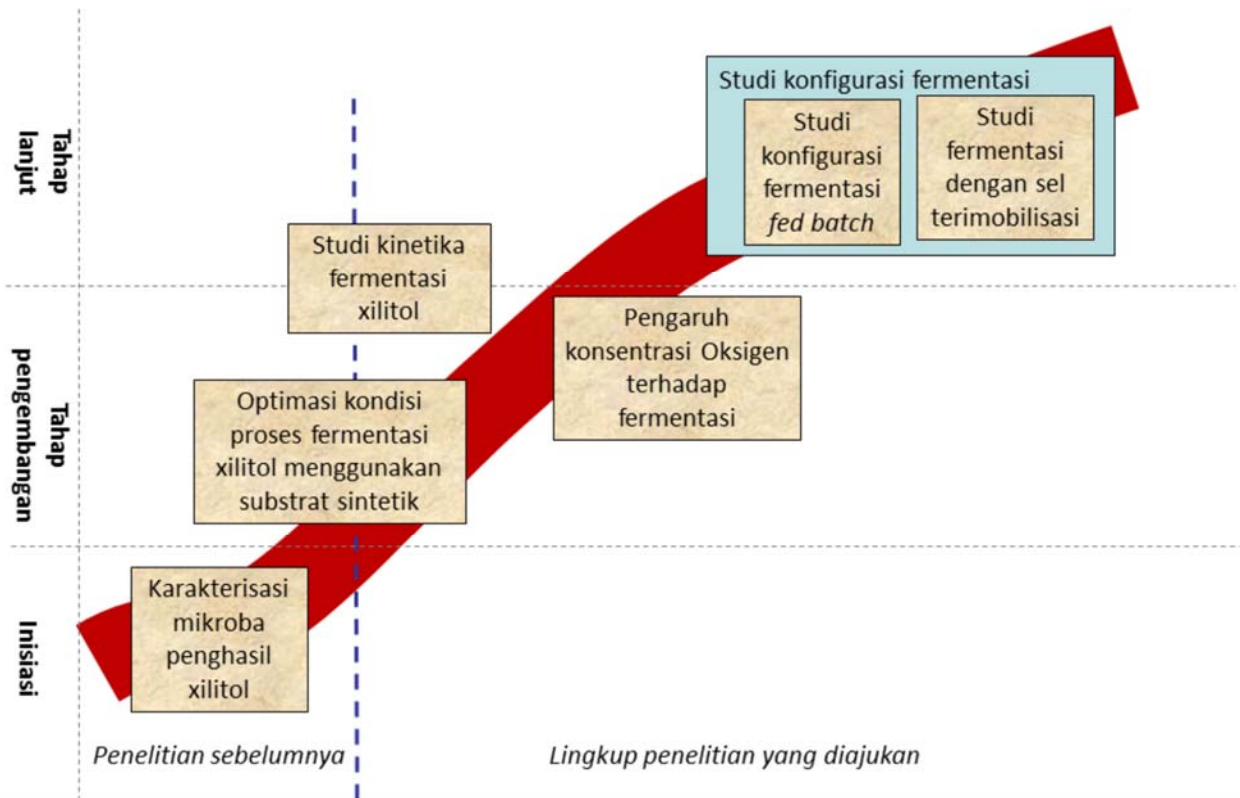 Studi konfigurasi fermentasi
Studi
konfigurasi
fermentasi
fed batch
Studi
fermentasi
dengan sel
terimobilisasi
Tahap
lanjut
Studi kinetika
fermentasi
xilitol
Pengaruh
konsentrasi Oksigen
terhadap
fermentasi
Tahap
pengembangan
Optimasi kondisi
proses fermentasi
xilitol menggunakan
substrat sintetik
Karakterisasi
mikroba
penghasil
xilitol
Inisiasi
Penelitian sebelumnya
Lingkup penelitian yang diajukan